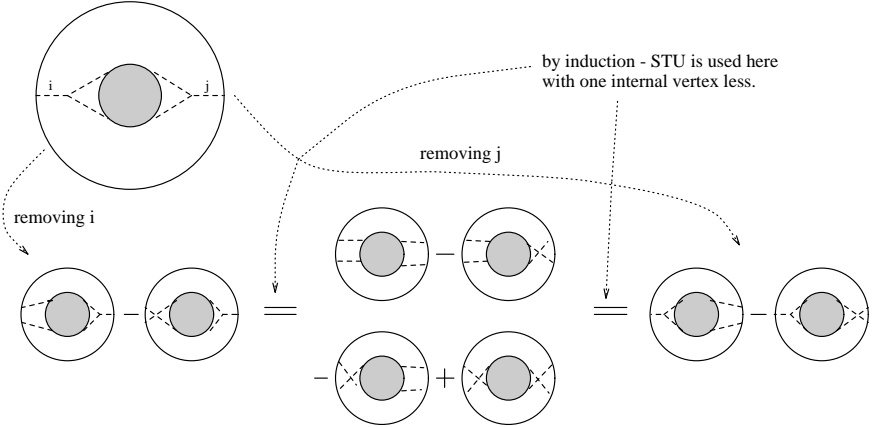 by induction - STU is used here
with one internal vertex less.
i
j
removing j
removing i
− − − − + −
= =